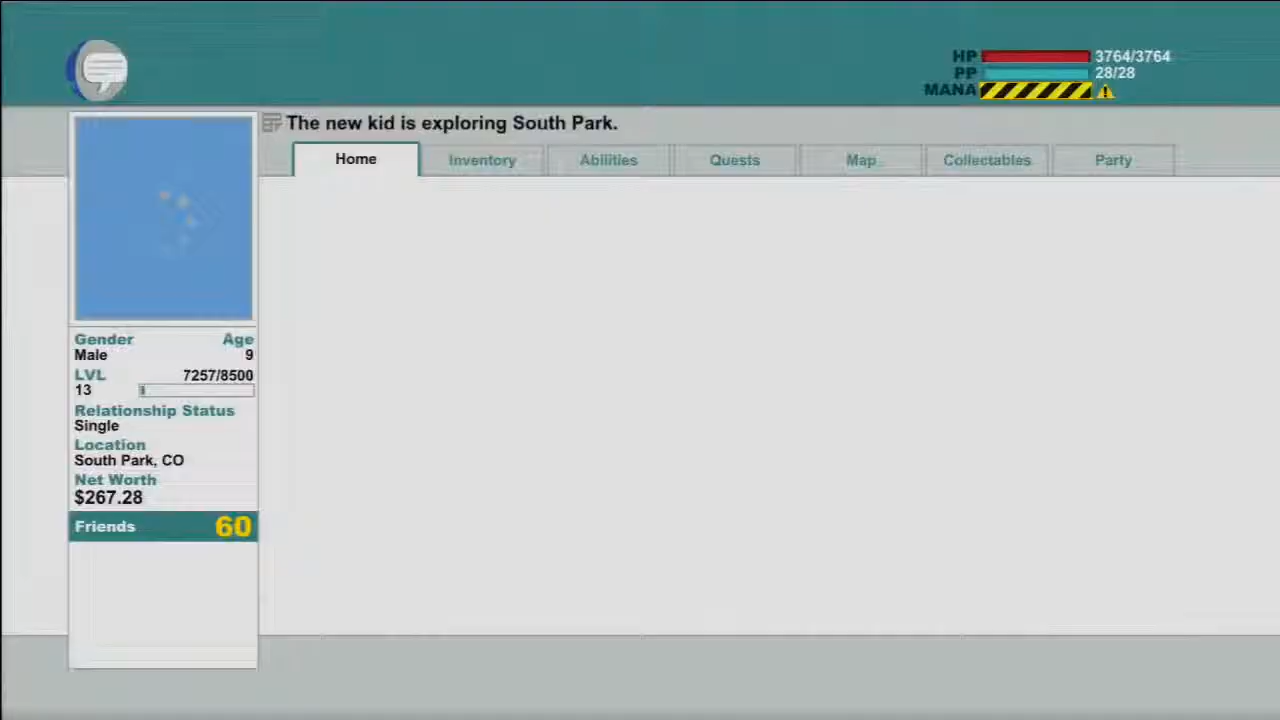 HP 3764/3764
PP 28/28
MANA
The new kid is exploring South Park.
Home Inventory Abilities Quests Map Collectables Party
Gender Age
Male 9
LVL 7257/8500
13
Relationship Status
Single
Location
South Park, CO
Net Worth
$267.28
Friends 60